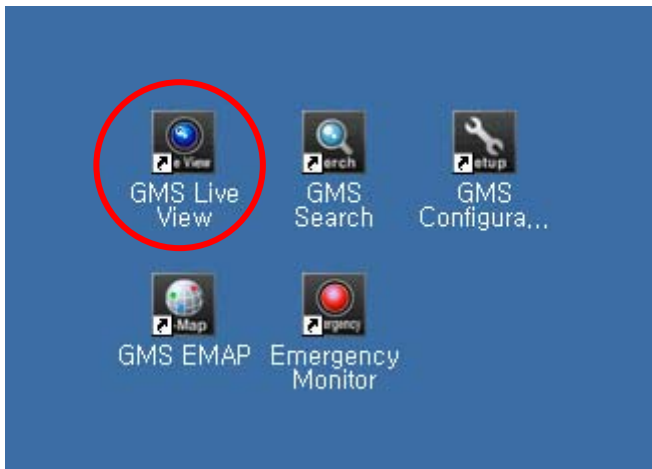 e View
erch
etup
GMS Live
View
GMS
Search
GMS
Configura...
-Map
ergency
GMS EMAP
Emergency
Monitor